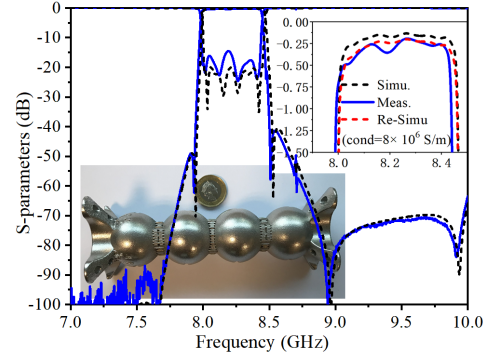 0
-10
-20
-30
-40
-50
-60
-70
-80
-90
-100
S-parameters (dB)
7.0 7.5 8.0 8.5 9.0 9.5 10.0
Frequency (GHz)
0.00
-0.25
-0.50
-0.75
-1.00
-1.25
-1.50
8.0 8.2 8.4
Simu.
Meas.
Re-Simu
(cond=8× 10⁶ S/m)